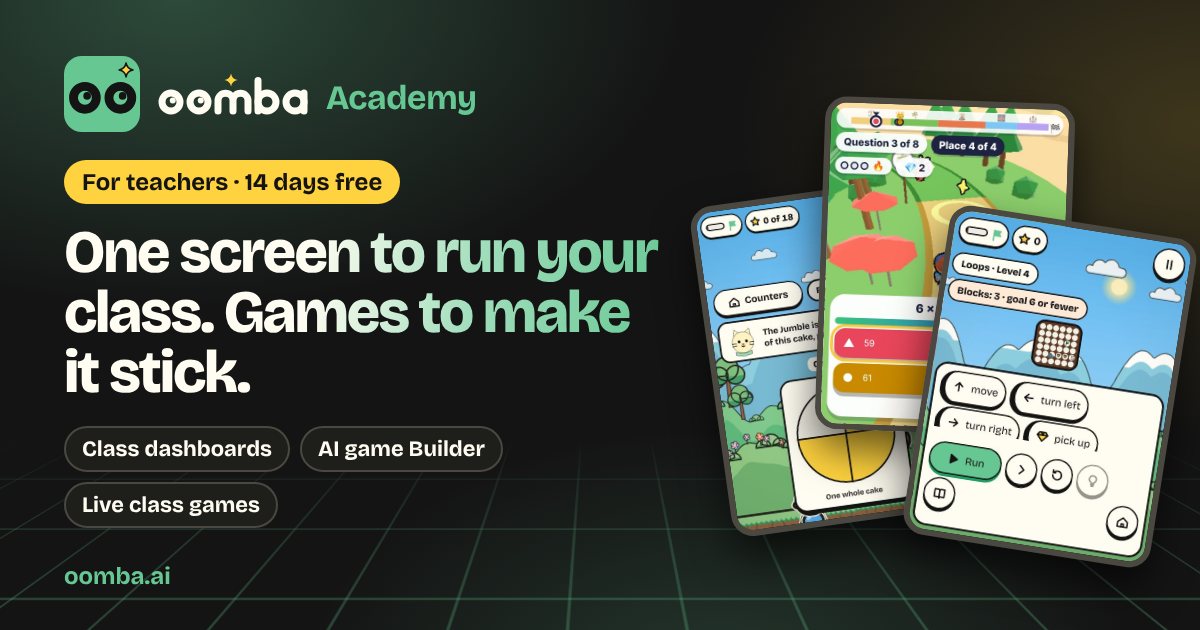 oomba Academy
For teachers · 14 days free
One screen to run your
class. Games to make
it stick.
Class dashboards
AI game Builder
Live class games
oomba.ai
0 of 18
Counters
The Jumble is
of this cake,
One whole cake
Question 3 of 8
Place 4 of 4
2
6 ×
59
61
0
Loops · Level 4
Blocks: 3 · goal 6 or fewer
move
turn left
turn right
pick up
Run